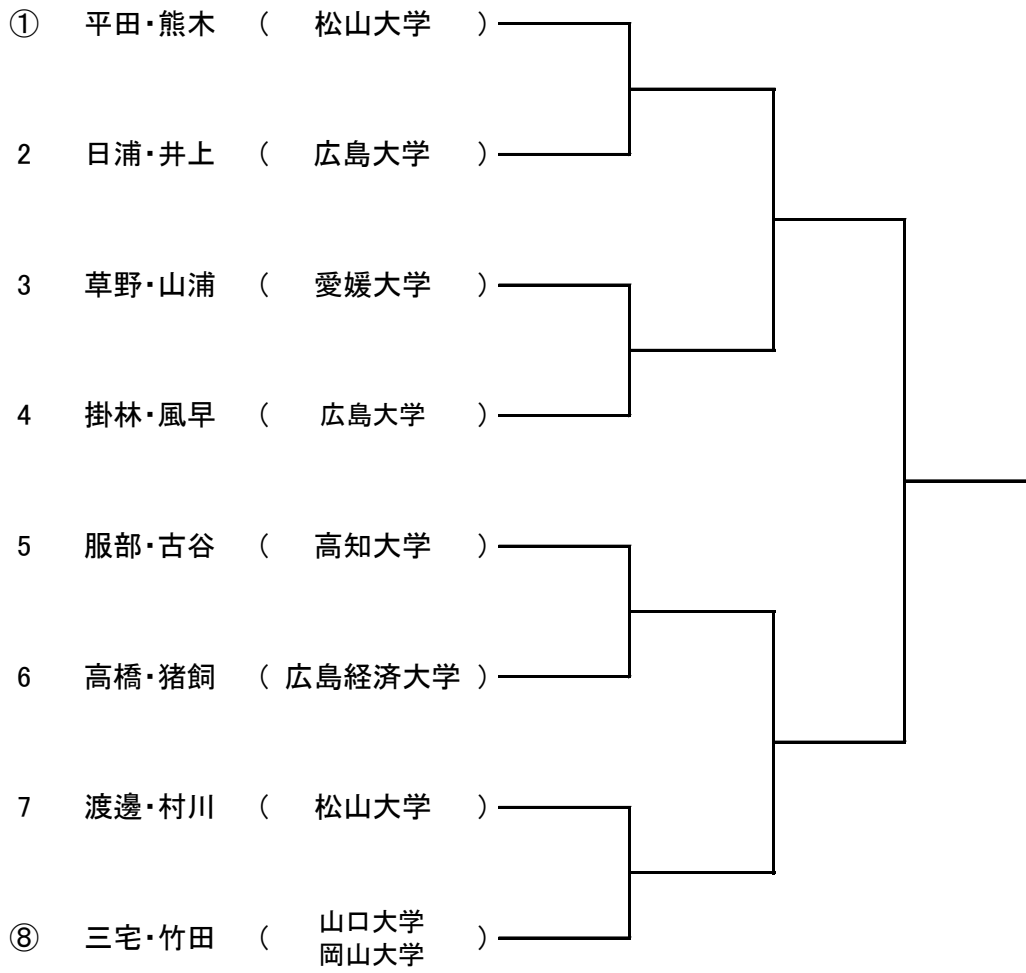 ① 平田・熊木 ( 松山大学 )
2 日浦・井上 ( 広島大学 )
3 草野・山浦 ( 愛媛大学 )
4 掛林・風早 ( 広島大学 )
5 服部・古谷 ( 高知大学 )
6 高橋・猪飼 ( 広島経済大学 )
7 渡邊・村川 ( 松山大学 )
⑧ 三宅・竹田 ( 山口大学
岡山大学 )